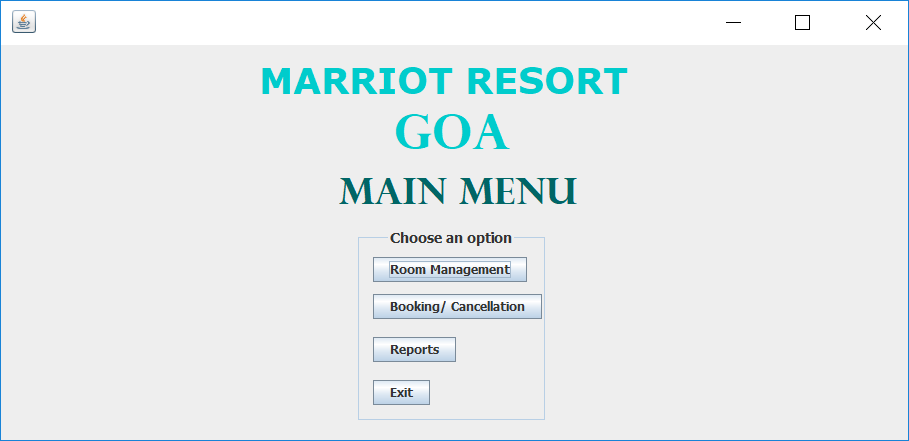 MARRIOT RESORT
GOA
MAIN MENU
Choose an option
Room Management
Booking/ Cancellation
Reports
Exit